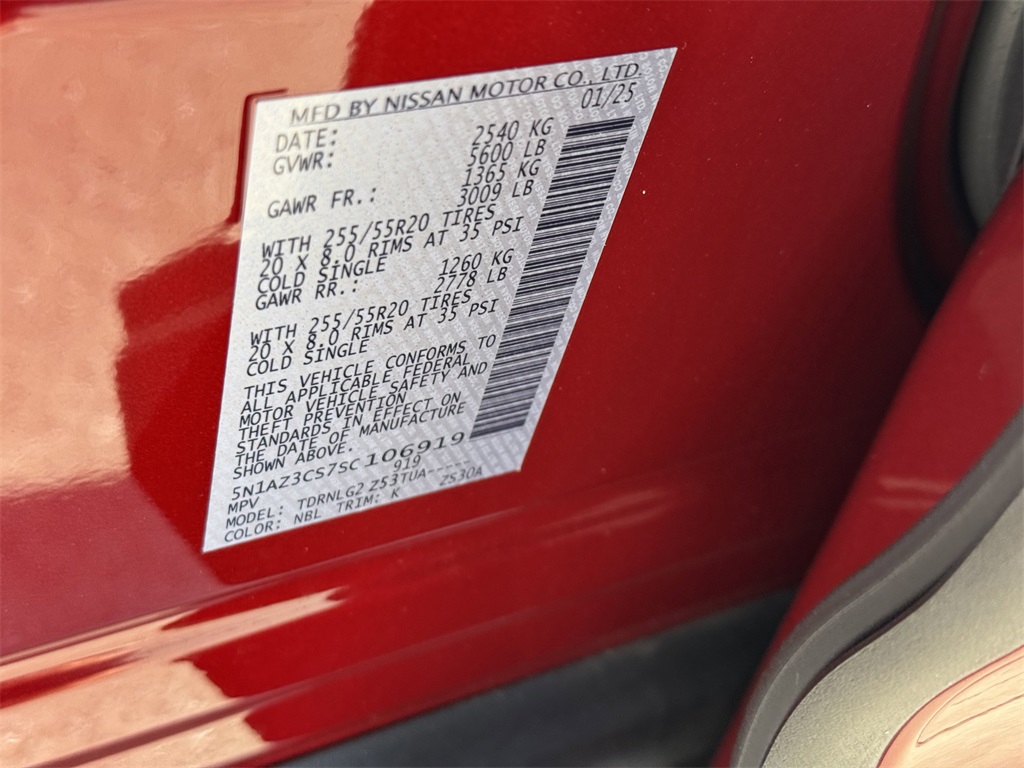 MFD BY NISSAN MOTOR CO., LTD.
DATE: 01/25
GVWR: 2540 KG
5600 LB
GAWR FR.: 1365 KG
3009 LB
WITH 255/55R20 TIRES
20 X 8.0 RIMS AT 35 PSI
COLD SINGLE
GAWR RR.: 1260 KG
2778 LB
WITH 255/55R20 TIRES
20 X 8.0 RIMS AT 35 PSI
COLD SINGLE
THIS VEHICLE CONFORMS TO
ALL APPLICABLE FEDERAL
MOTOR VEHICLE SAFETY AND
THEFT PREVENTION
STANDARDS IN EFFECT ON
THE DATE OF MANUFACTURE
SHOWN ABOVE.
5N1AZ3CS7SC106919
MPV 919
MODEL: TDRNLG2 Z53TUA-----
COLOR: NBL TRIM: K ZS30A